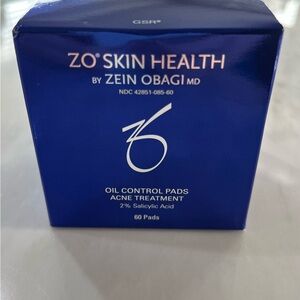 GSR®
ZO® SKIN HEALTH
BY ZEIN OBAGI MD
NDC 42851-085-60
OIL CONTROL PADS
ACNE TREATMENT
2% Salicylic Acid
60 Pads